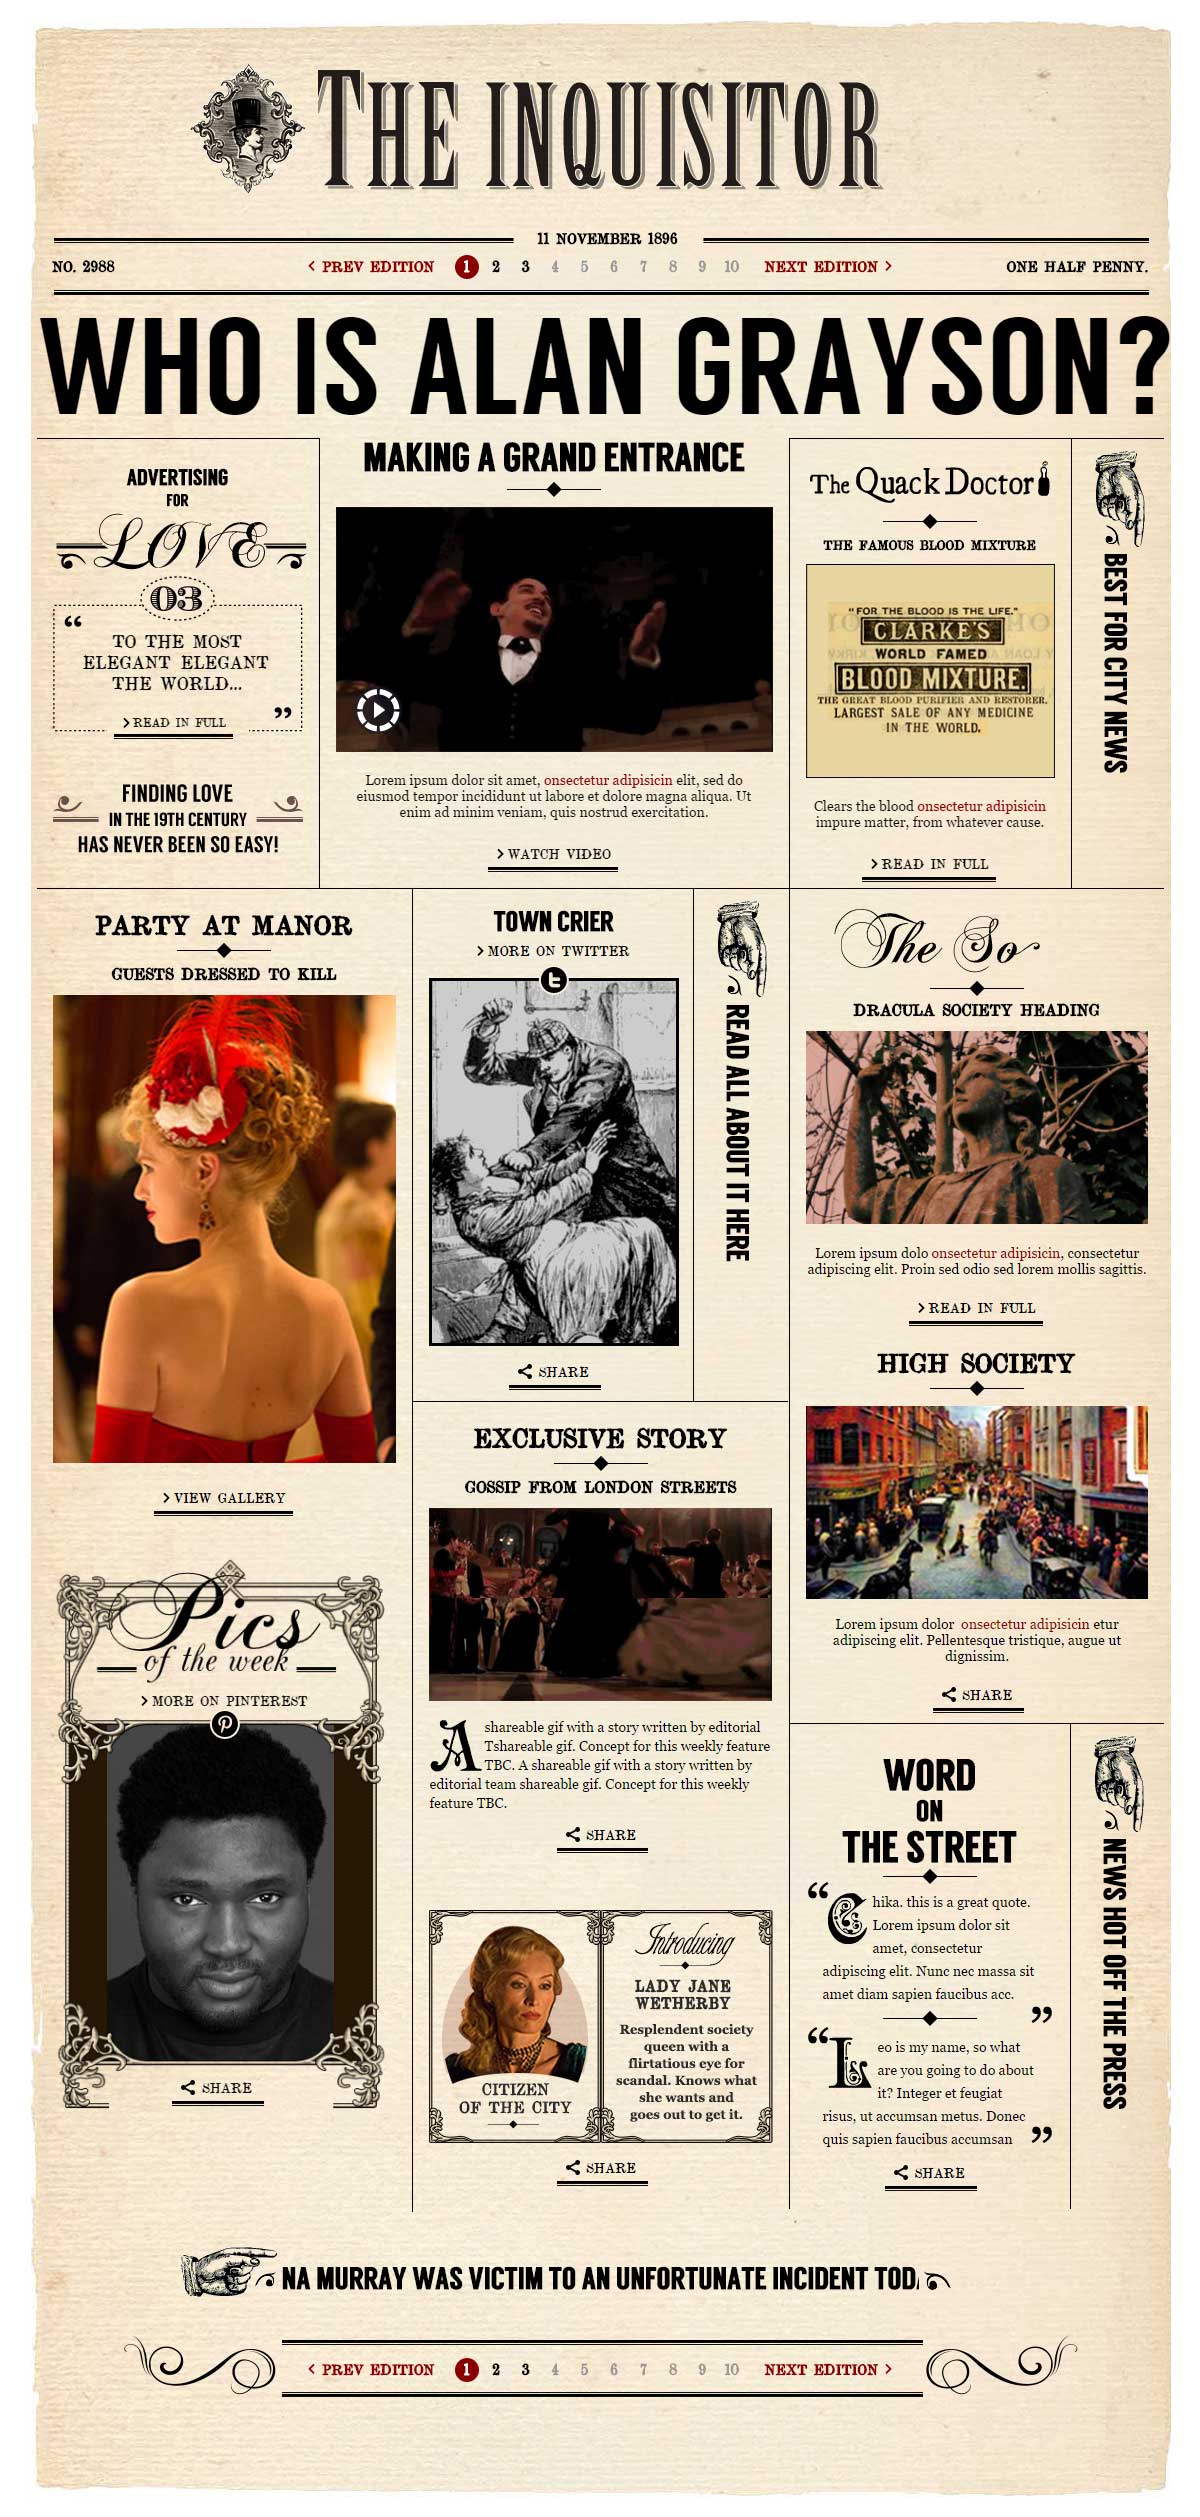 THE INQUISITOR
11 NOVEMBER 1896
NO. 2988
PREV EDITION 1 2 3 4 5 6 7 8 9 10 NEXT EDITION
ONE HALF PENNY.
WHO IS ALAN GRAYSON?
ADVERTISING
FOR
LOVE
03
“
TO THE MOST
ELEGANT ELEGANT
THE WORLD...
”
READ IN FULL
FINDING LOVE
IN THE 19TH CENTURY
HAS NEVER BEEN SO EASY!
MAKING A GRAND ENTRANCE
Lorem ipsum dolor sit amet, onsectetur adipisicin elit, sed do
eiusmod tempor incididunt ut labore et dolore magna aliqua. Ut
enim ad minim veniam, quis nostrud exercitation.
WATCH VIDEO
The Quack Doctor
THE FAMOUS BLOOD MIXTURE
"FOR THE BLOOD IS THE LIFE."
CLARKE'S
WORLD FAMED
BLOOD MIXTURE.
THE GREAT BLOOD PURIFIER AND RESTORER.
LARGEST SALE OF ANY MEDICINE
IN THE WORLD.
Clears the blood onsectetur adipisicin
impure matter, from whatever cause.
READ IN FULL
BEST FOR CITY NEWS
PARTY AT MANOR
GUESTS DRESSED TO KILL
VIEW GALLERY
Pics
of the week
MORE ON PINTEREST
SHARE
TOWN CRIER
MORE ON TWITTER
SHARE
READ ALL ABOUT IT HERE
EXCLUSIVE STORY
GOSSIP FROM LONDON STREETS
A shareable gif with a story written by editorial
Tshareable gif. Concept for this weekly feature
TBC. A shareable gif with a story written by
editorial team shareable gif. Concept for this weekly
feature TBC.
SHARE
CITIZEN
OF THE CITY
Introducing
LADY JANE
WETHERBY
Resplendent society
queen with a
flirtatious eye for
scandal. Knows what
she wants and
goes out to get it.
SHARE
The So
DRACULA SOCIETY HEADING
Lorem ipsum dolo onsectetur adipisicin, consectetur
adipiscing elit. Proin sed odio sed lorem mollis sagittis.
READ IN FULL
HIGH SOCIETY
Lorem ipsum dolor onsectetur adipisicin etur
adipiscing elit. Pellentesque tristique, augue ut
dignissim.
SHARE
WORD
ON
THE STREET
“Chika. this is a great quote.
Lorem ipsum dolor sit
amet, consectetur
adipiscing elit. Nunc nec massa sit
amet diam sapien faucibus acc.
”
“Leo is my name, so what
are you going to do about
it? Integer et feugiat
risus, ut accumsan metus. Donec
quis sapien faucibus accumsan ”
SHARE
NEWS HOT OFF THE PRESS
NA MURRAY WAS VICTIM TO AN UNFORTUNATE INCIDENT TOD
PREV EDITION 1 2 3 4 5 6 7 8 9 10 NEXT EDITION